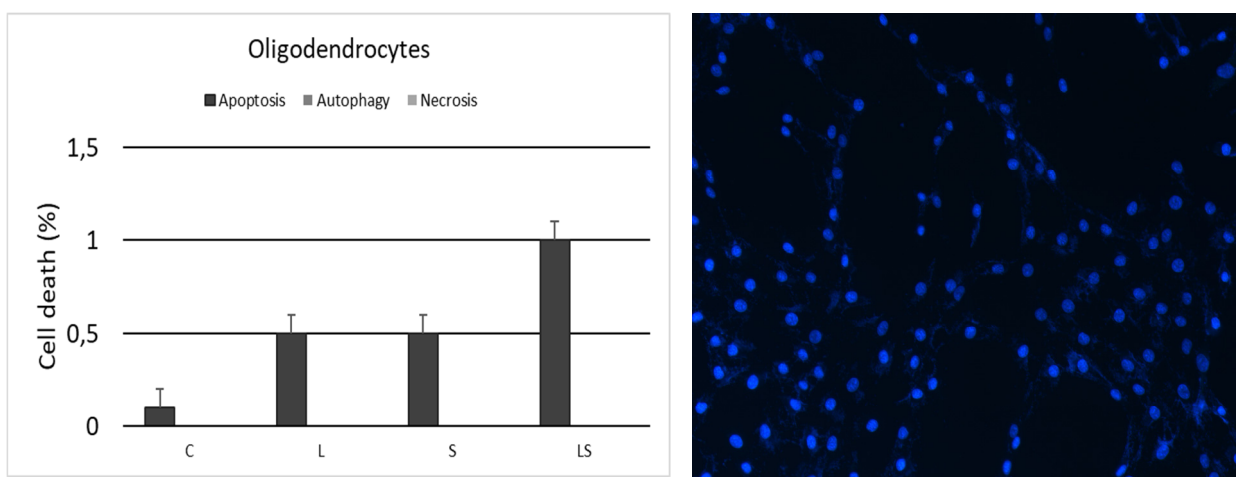 Oligodendrocytes
Apoptosis Autophagy Necrosis
Cell death (%)
1,5
1
0,5
0
C L S LS